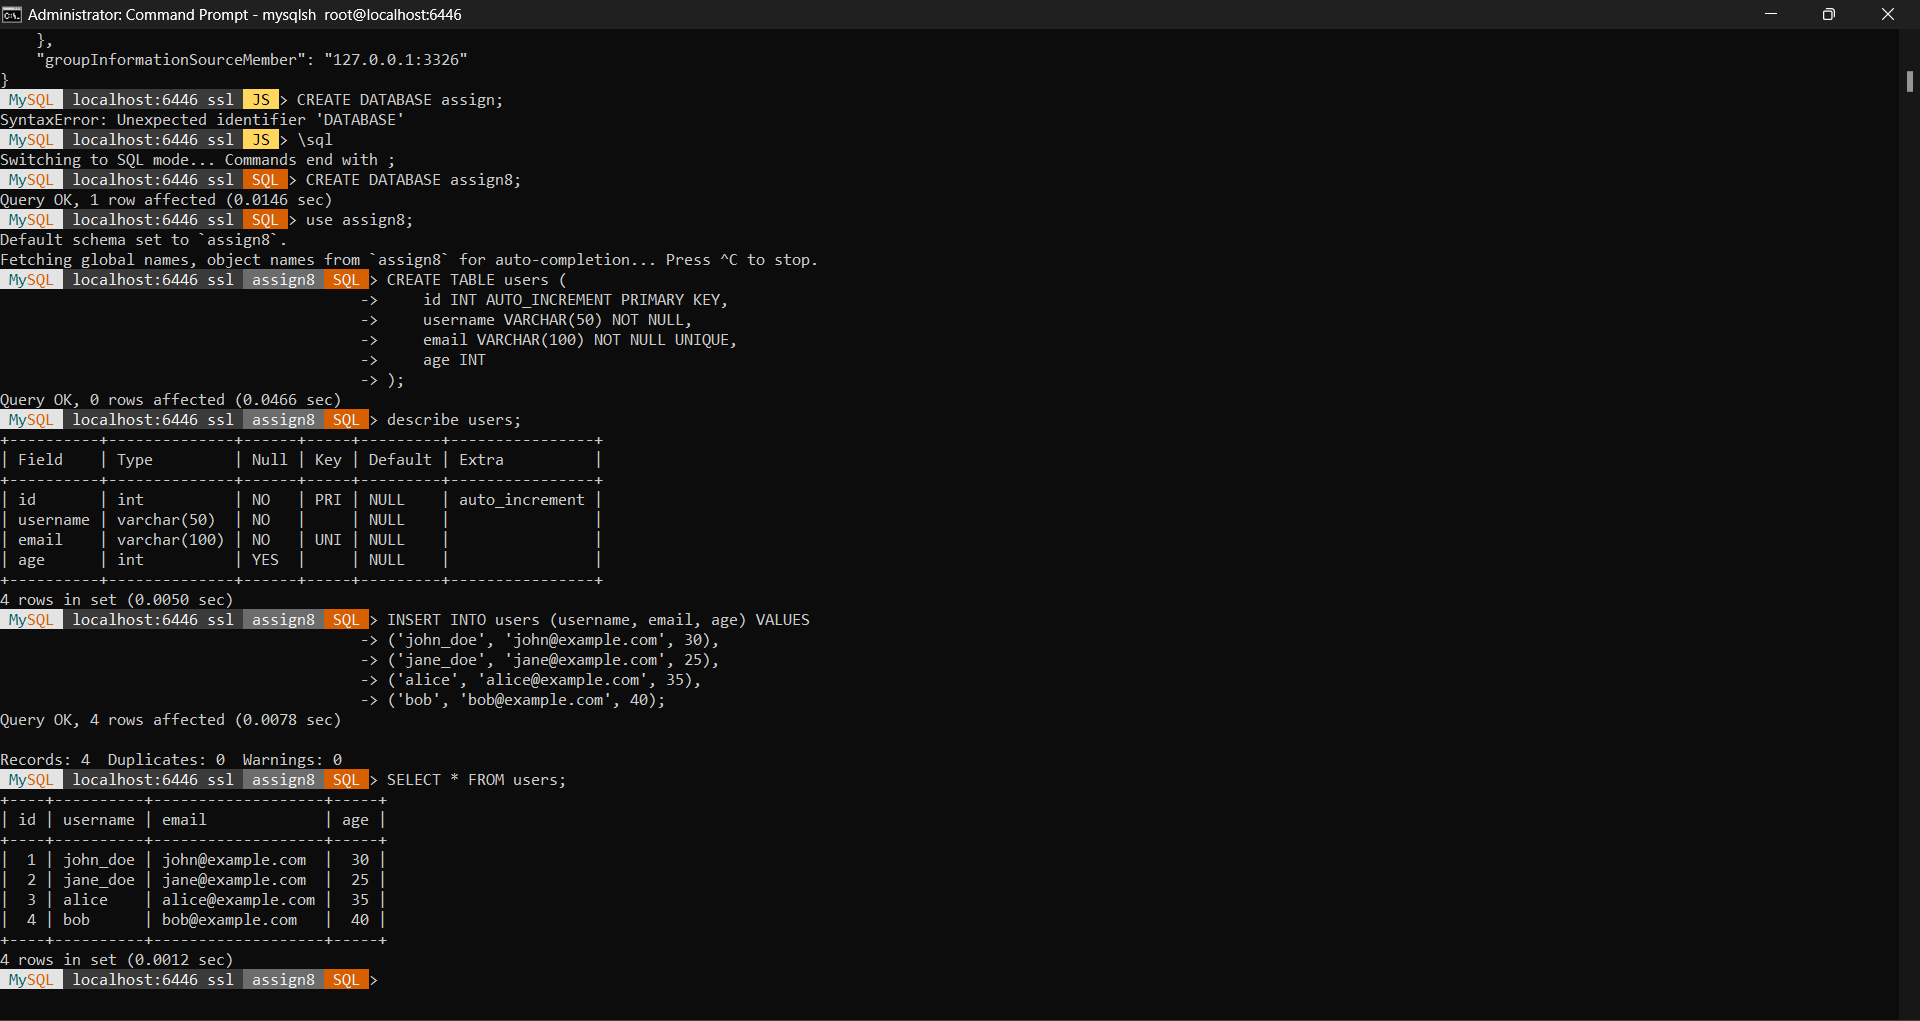 Administrator: Command Prompt - mysqlsh  root@localhost:6446
    },
    "groupInformationSourceMember": "127.0.0.1:3326"
}
 MySQL  localhost:6446 ssl  JS > CREATE DATABASE assign;
SyntaxError: Unexpected identifier 'DATABASE'
 MySQL  localhost:6446 ssl  JS > \sql
Switching to SQL mode... Commands end with ;
 MySQL  localhost:6446 ssl  SQL > CREATE DATABASE assign8;
Query OK, 1 row affected (0.0146 sec)
 MySQL  localhost:6446 ssl  SQL > use assign8;
Default schema set to `assign8`.
Fetching global names, object names from `assign8` for auto-completion... Press ^C to stop.
 MySQL  localhost:6446 ssl  assign8  SQL > CREATE TABLE users (
                                        ->     id INT AUTO_INCREMENT PRIMARY KEY,
                                        ->     username VARCHAR(50) NOT NULL,
                                        ->     email VARCHAR(100) NOT NULL UNIQUE,
                                        ->     age INT
                                        -> );
Query OK, 0 rows affected (0.0466 sec)
 MySQL  localhost:6446 ssl  assign8  SQL > describe users;
+----------+--------------+------+-----+---------+----------------+
| Field    | Type         | Null | Key | Default | Extra          |
+----------+--------------+------+-----+---------+----------------+
| id       | int          | NO   | PRI | NULL    | auto_increment |
| username | varchar(50)  | NO   |     | NULL    |                |
| email    | varchar(100) | NO   | UNI | NULL    |                |
| age      | int          | YES  |     | NULL    |                |
+----------+--------------+------+-----+---------+----------------+
4 rows in set (0.0050 sec)
 MySQL  localhost:6446 ssl  assign8  SQL > INSERT INTO users (username, email, age) VALUES
                                        -> ('john_doe', 'john@example.com', 30),
                                        -> ('jane_doe', 'jane@example.com', 25),
                                        -> ('alice', 'alice@example.com', 35),
                                        -> ('bob', 'bob@example.com', 40);
Query OK, 4 rows affected (0.0078 sec)

Records: 4  Duplicates: 0  Warnings: 0
 MySQL  localhost:6446 ssl  assign8  SQL > SELECT * FROM users;
+----+----------+-------------------+-----+
| id | username | email             | age |
+----+----------+-------------------+-----+
|  1 | john_doe | john@example.com  |  30 |
|  2 | jane_doe | jane@example.com  |  25 |
|  3 | alice    | alice@example.com |  35 |
|  4 | bob      | bob@example.com   |  40 |
+----+----------+-------------------+-----+
4 rows in set (0.0012 sec)
 MySQL  localhost:6446 ssl  assign8  SQL >